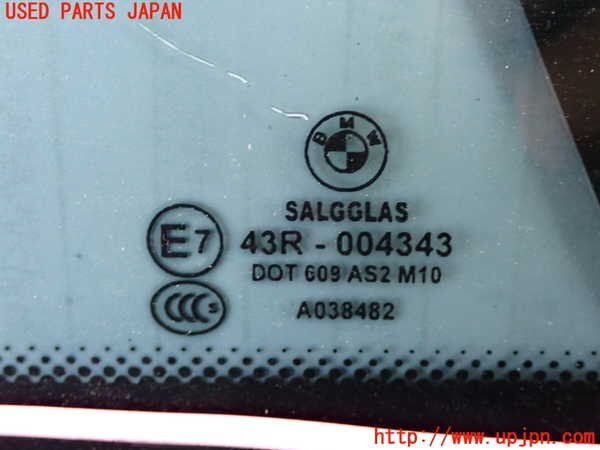 USED PARTS JAPAN
BMW
SALGGLAS
E7
43R - 004343
DOT 609 AS2 M10
CCC S
A038482
http://www.upjpn.com/